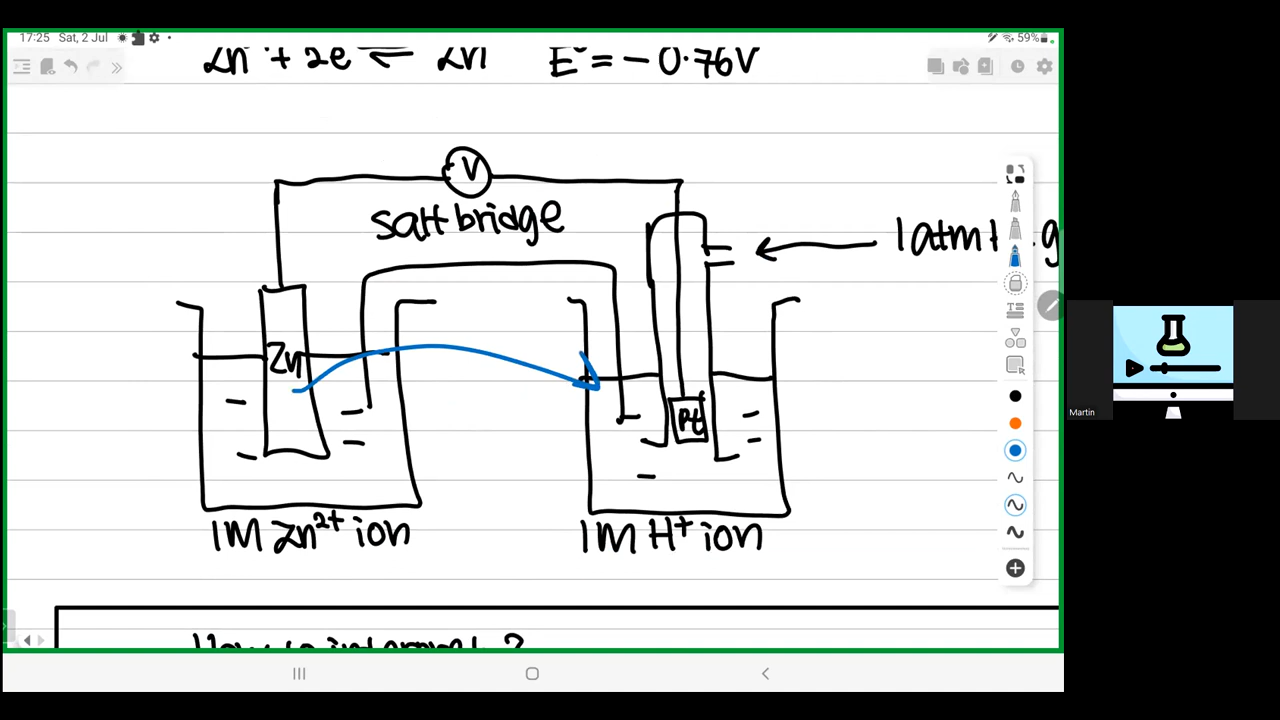 17:25 Sat, 2 Jul
59%
Zn + 2e ⇌ Zn E° = - 0.76V
V
salt bridge
1atm
Zn
Pt
Martin
1M Zn²⁺ ion
1M H⁺ ion